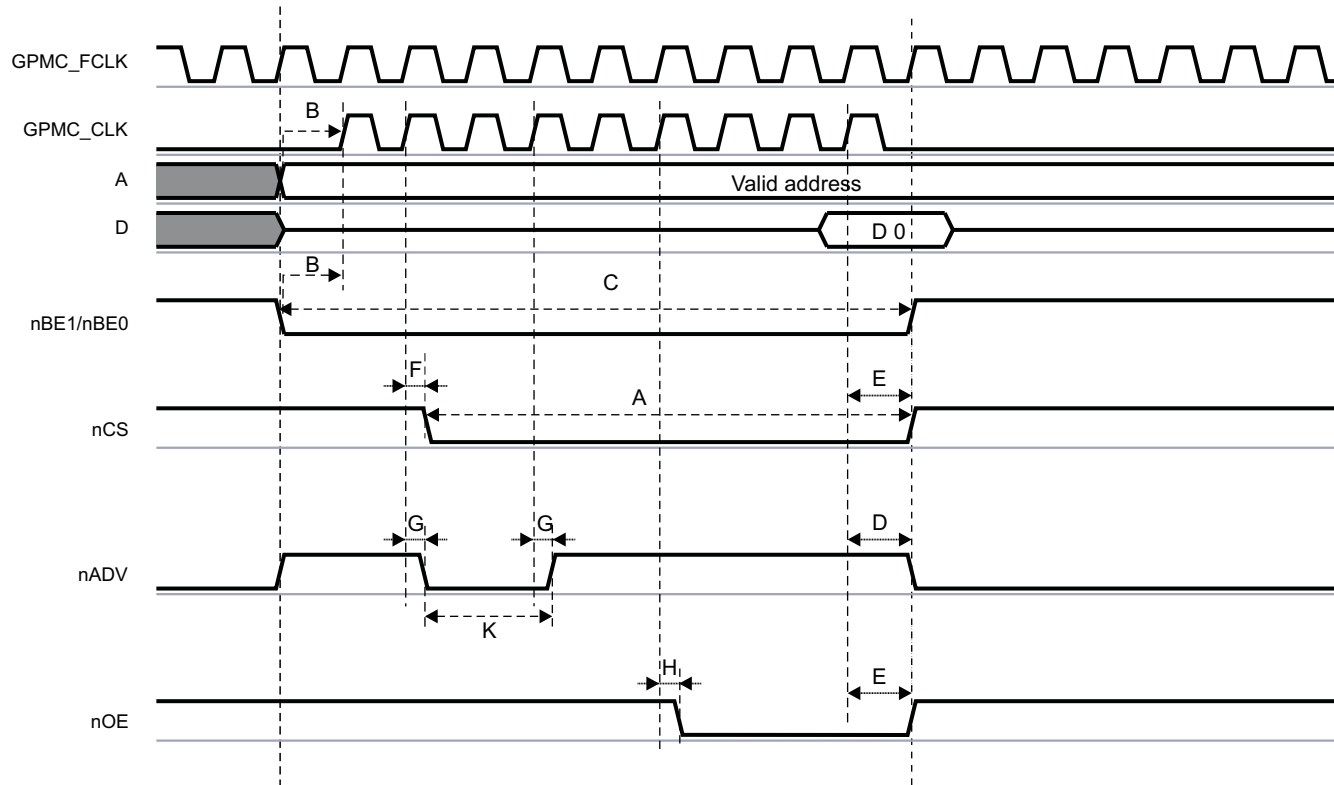 GPMC_FCLK
B
GPMC_CLK
A
Valid address
D
D 0
B
C
nBE1/nBE0
F
E
A
nCS
G
G
D
nADV
K
H
E
nOE